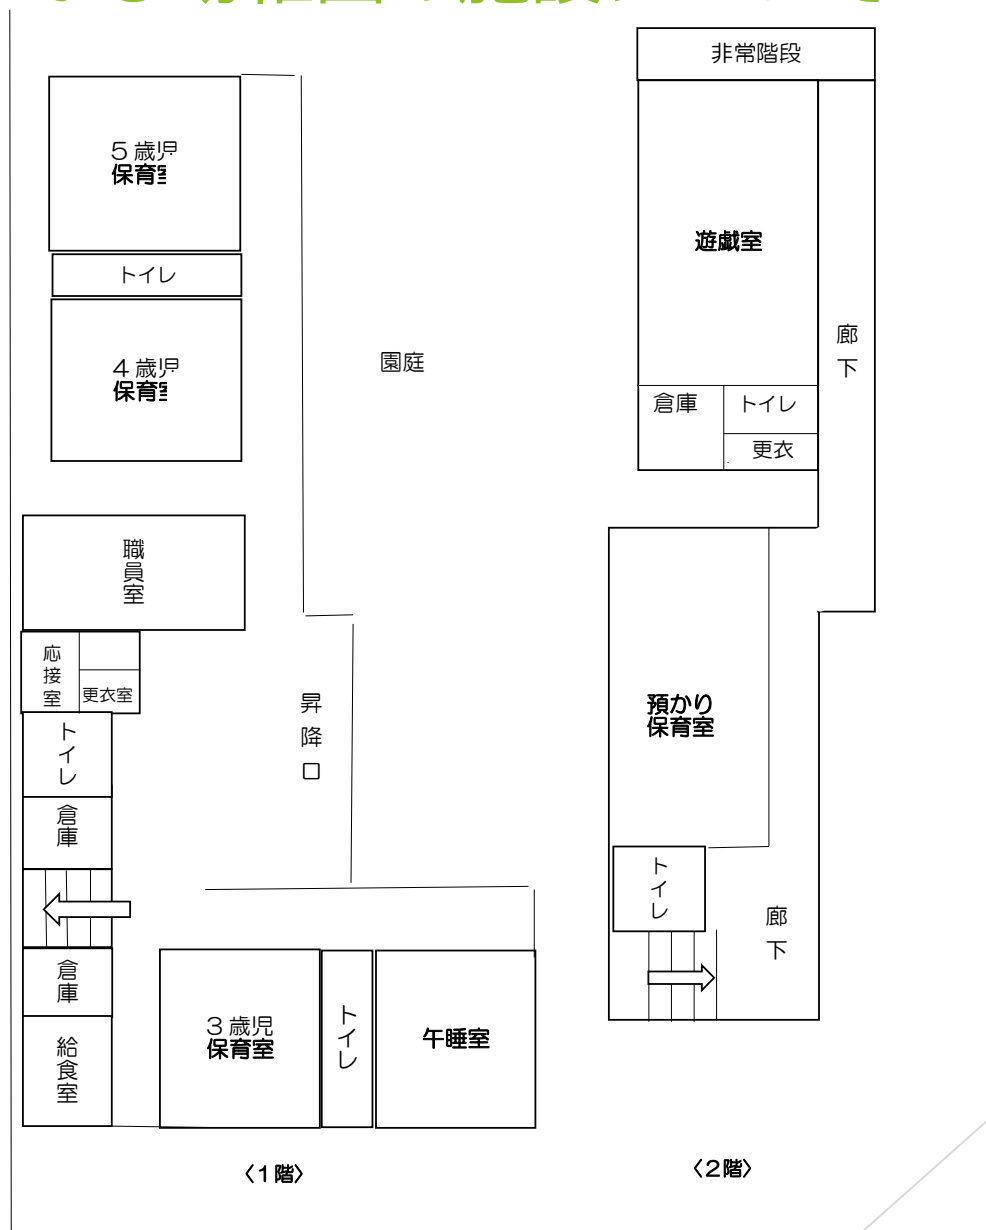 5歳児
保育室
トイレ
4歳児
保育室
園庭
職員室
応接室
更衣室
トイレ
倉庫
昇降口
倉庫
給食室
3歳児
保育室
トイレ
午睡室
〈1階〉
非常階段
遊戯室
廊下
倉庫
トイレ
更衣
預かり
保育室
トイレ
廊下
〈2階〉